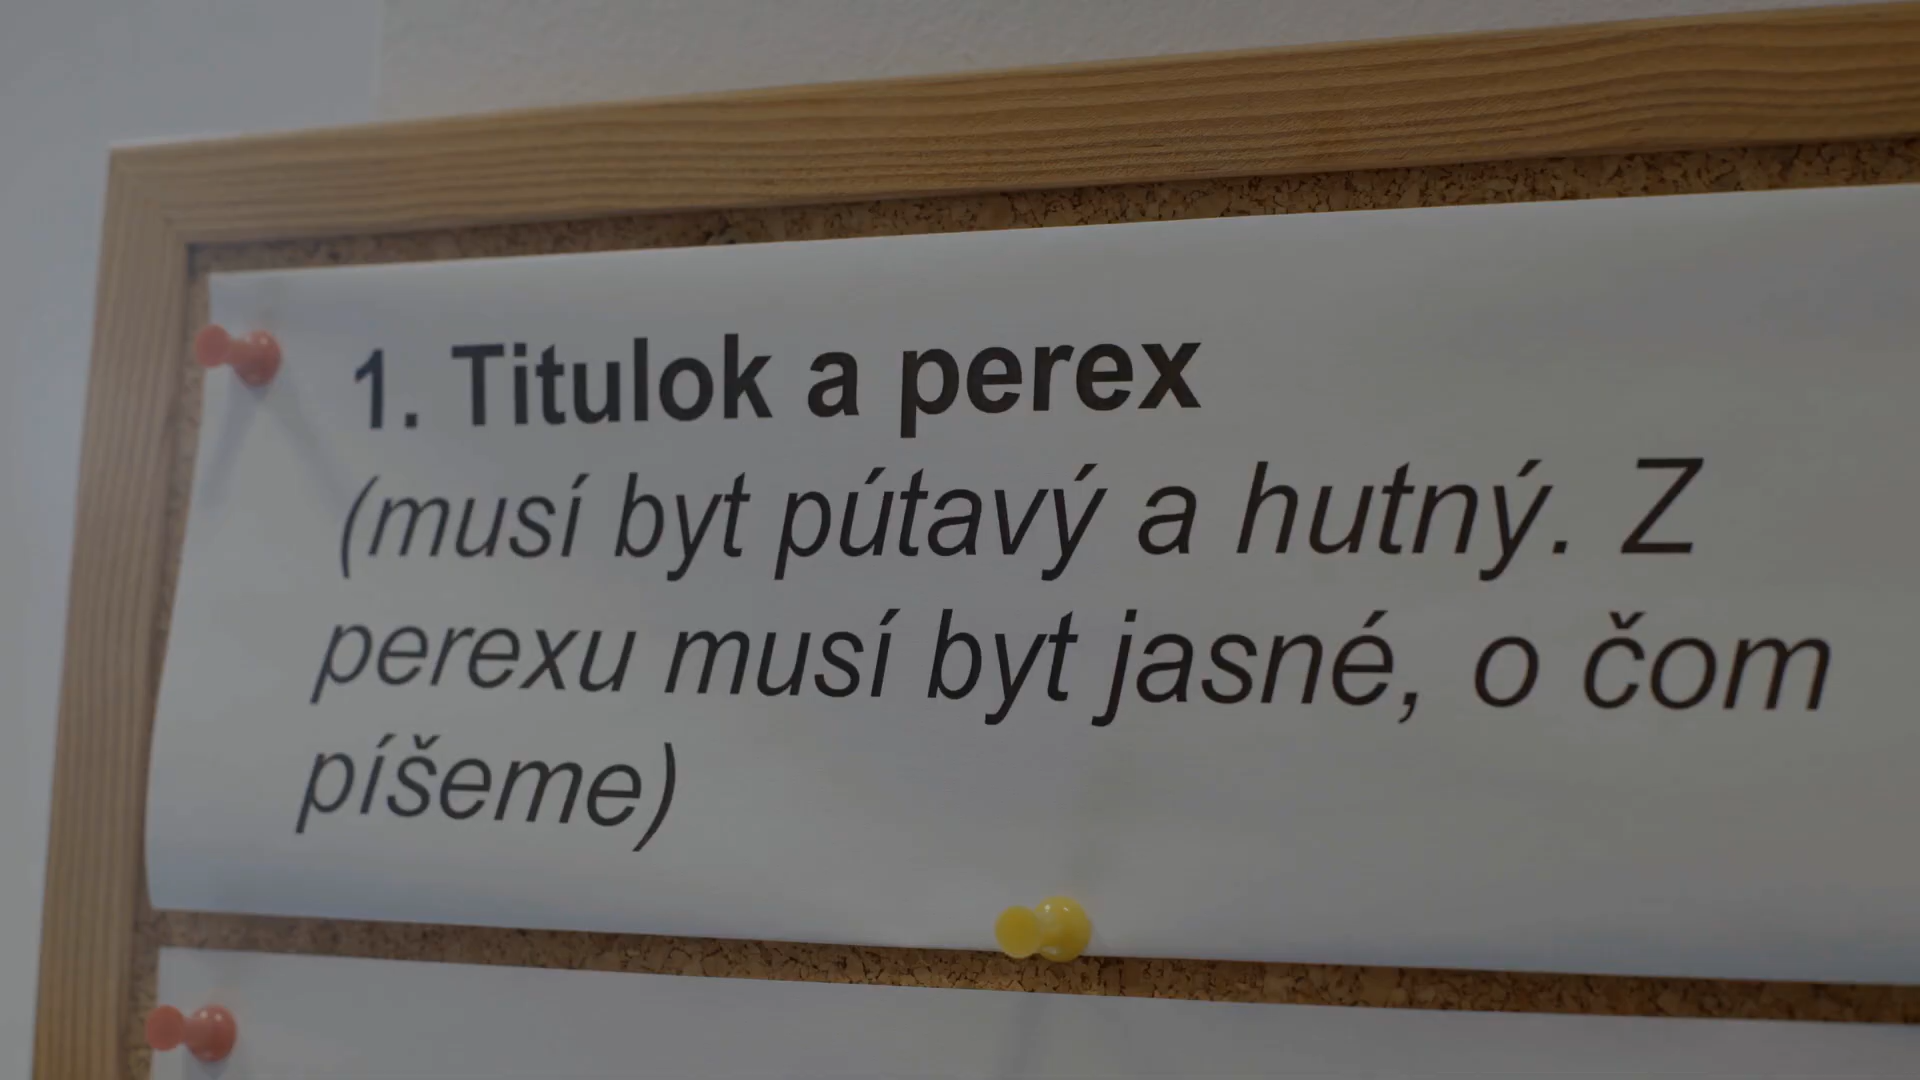 1. Titulok a perex
(musí byt pútavý a hutný. Z
perexu musí byt jasné, o čom
píšeme)